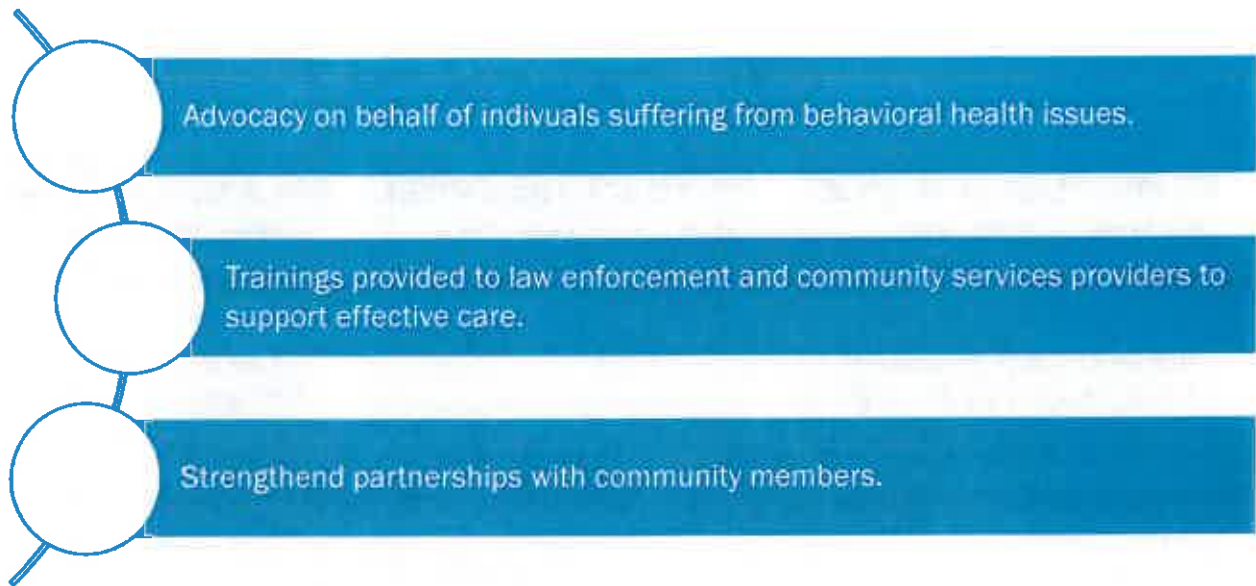 Advocacy on behalf of indivuals suffering from behavioral health issues.
Trainings provided to law enforcement and community services providers to
support effective care.
Strengthend partnerships with community members.